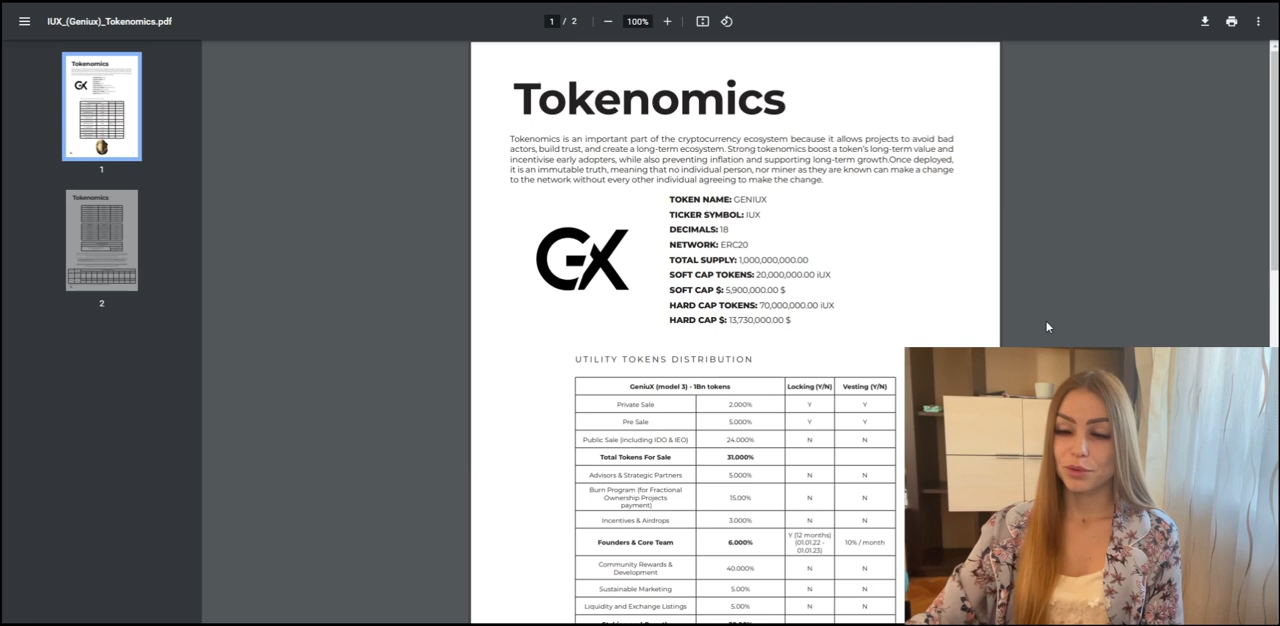 IUX_(Geniux)_Tokenomics.pdf
1 / 2
100%
Tokenomics
1
Tokenomics
2
Tokenomics
Tokenomics is an important part of the cryptocurrency ecosystem because it allows projects to avoid bad
actors, build trust, and create a long-term ecosystem. Strong tokenomics boost a token's long-term value and
incentivise early adopters, while also preventing inflation and supporting long-term growth.Once deployed,
it is an immutable truth, meaning that no individual person, nor miner as they are known can make a change
to the network without every other individual agreeing to make the change.
GX
TOKEN NAME: GENIUX
TICKER SYMBOL: IUX
DECIMALS: 18
NETWORK: ERC20
TOTAL SUPPLY: 1,000,000,000.00
SOFT CAP TOKENS: 20,000,000.00 iUX
SOFT CAP $: 5,900,000.00 $
HARD CAP TOKENS: 70,000,000.00 iUX
HARD CAP $: 13,730,000.00 $
UTILITY TOKENS DISTRIBUTION
GeniuX (model 3) - 1Bn tokens Locking (Y/N) Vesting (Y/N)
Private Sale 2.000% Y Y
Pre Sale 5.000% Y Y
Public Sale (including IDO & IEO) 24.000% N N
Total Tokens For Sale 31.000%
Advisors & Strategic Partners 5.000% N N
Burn Program (for Fractional
Ownership Projects 15.00% N N
payment)
Incentives & Airdrops 3.000% N N
Y (12 months)
Founders & Core Team 6.000% (01.01.22 - 10% / month
01.01.23)
Community Rewards &
Development 40.000% N N
Sustainable Marketing 5.00% N N
Liquidity and Exchange Listings 5.00% N N